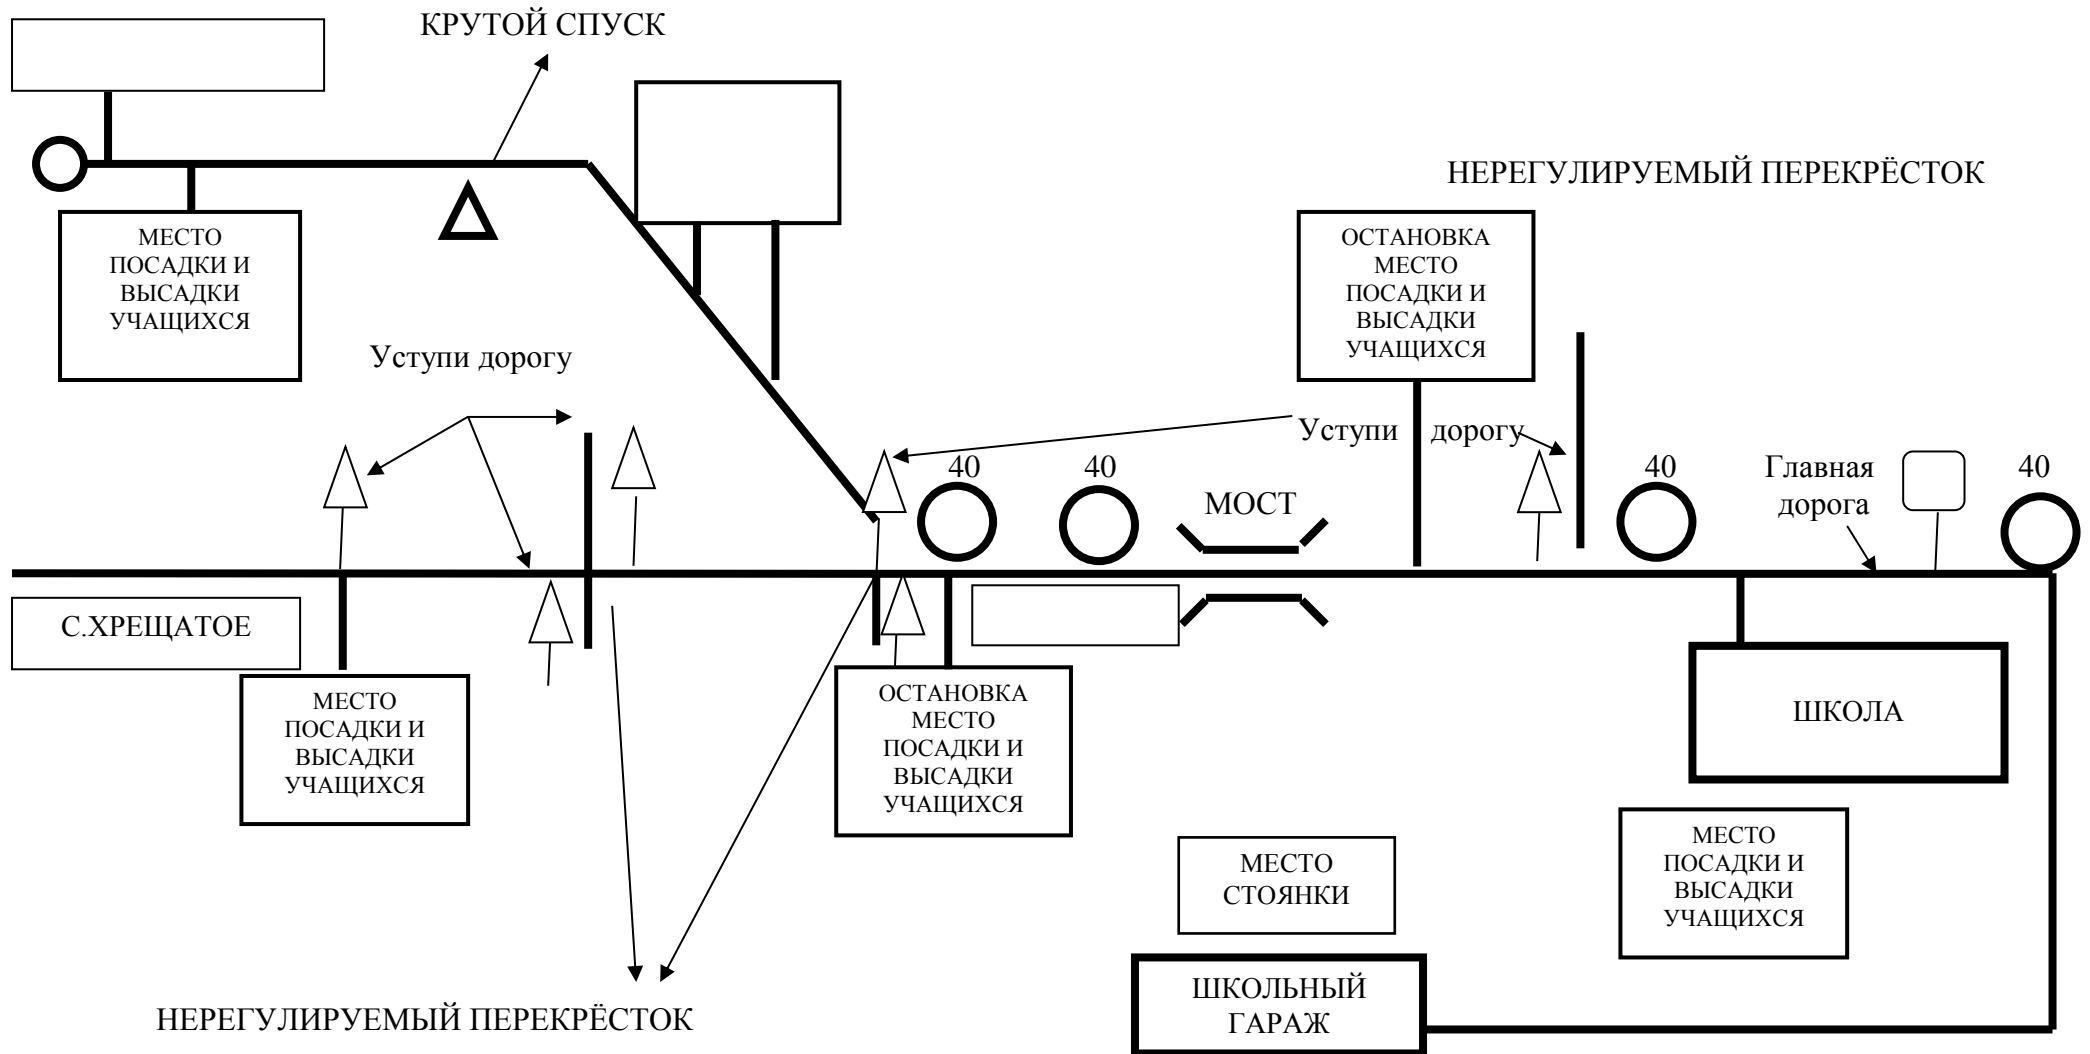 КРУТОЙ СПУСК
НЕРЕГУЛИРУЕМЫЙ ПЕРЕКРЁСТОК
МЕСТО
ПОСАДКИ И
ВЫСАДКИ
УЧАЩИХСЯ
ОСТАНОВКА
МЕСТО
ПОСАДКИ И
ВЫСАДКИ
УЧАЩИХСЯ
Уступи дорогу
Уступи дорогу
40
40
40
Главная
дорога
40
МОСТ
С.ХРЕЩАТОЕ
МЕСТО
ПОСАДКИ И
ВЫСАДКИ
УЧАЩИХСЯ
ОСТАНОВКА
МЕСТО
ПОСАДКИ И
ВЫСАДКИ
УЧАЩИХСЯ
ШКОЛА
МЕСТО
СТОЯНКИ
МЕСТО
ПОСАДКИ И
ВЫСАДКИ
УЧАЩИХСЯ
ШКОЛЬНЫЙ
ГАРАЖ
НЕРЕГУЛИРУЕМЫЙ ПЕРЕКРЁСТОК